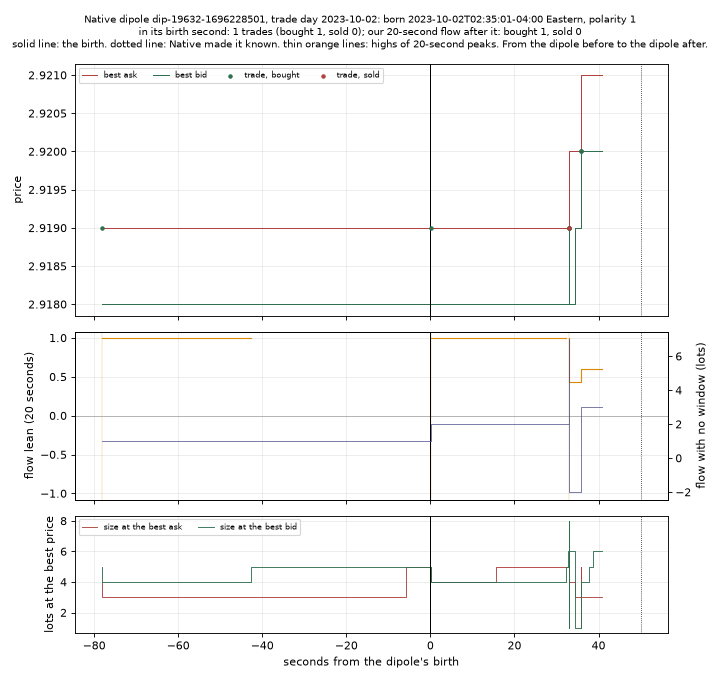 Native dipole dip-19632-1696228501, trade day 2023-10-02: born 2023-10-02T02:35:01-04:00 Eastern, polarity 1
in its birth second: 1 trades (bought 1, sold 0); our 20-second flow after it: bought 1, sold 0
solid line: the birth. dotted line: Native made it known. thin orange lines: highs of 20-second peaks. From the dipole before to the dipole after.
best ask best bid trade, bought trade, sold
2.9210
2.9205
2.9200
2.9195
2.9190
2.9185
2.9180
price
1.0
0.5
0.0
−0.5
−1.0
flow lean (20 seconds)
6
4
2
0
−2
flow with no window (lots)
size at the best ask size at the best bid
8
6
4
2
lots at the best price
−80 −60 −40 −20 0 20 40
seconds from the dipole's birth